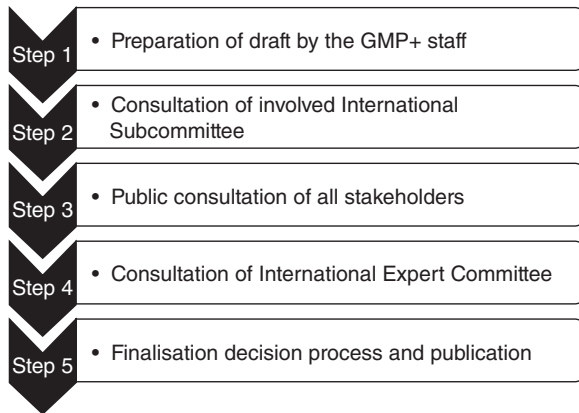 Step 1
• Preparation of draft by the GMP+ staff
Step 2
• Consultation of involved International
Subcommittee
Step 3
• Public consultation of all stakeholders
Step 4
• Consultation of International Expert Committee
Step 5
• Finalisation decision process and publication